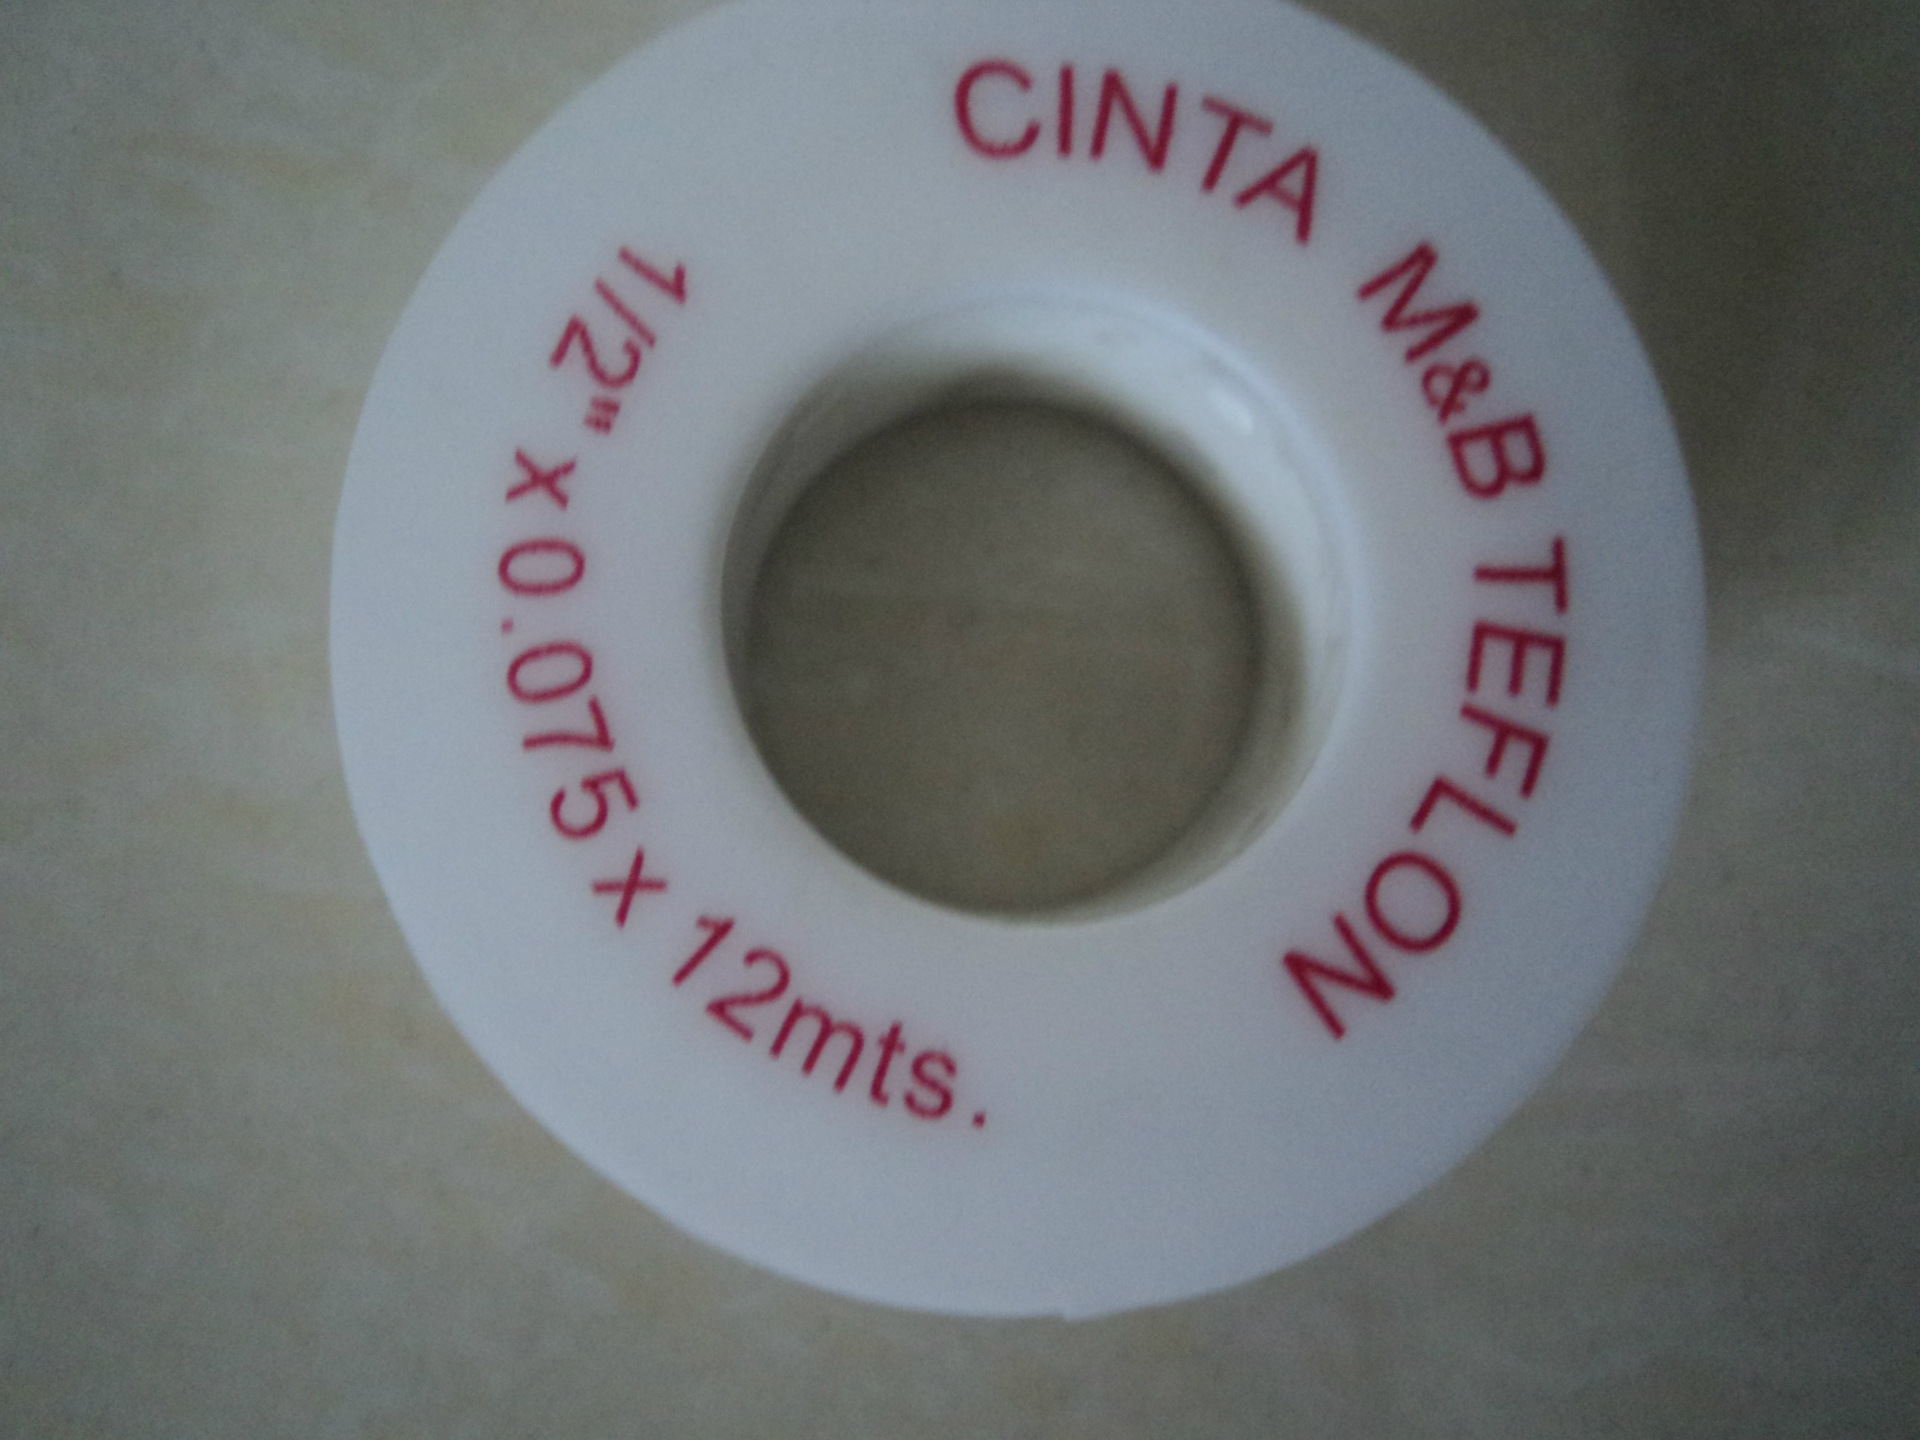 CINTA M&B TEFLON
1/2" x 0.075 x 12mts.